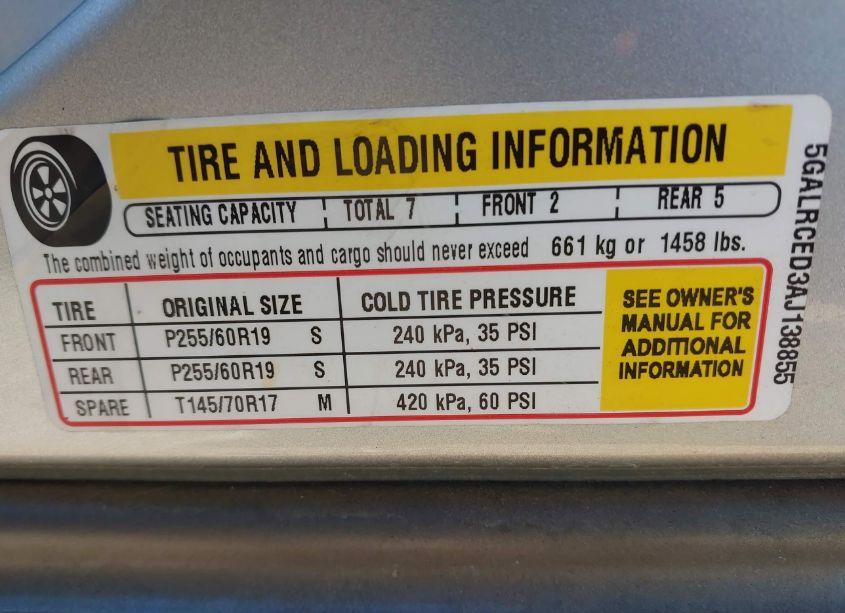 TIRE AND LOADING INFORMATION
SEATING CAPACITY TOTAL 7 FRONT 2 REAR 5
The combined weight of occupants and cargo should never exceed 661 kg or 1458 lbs.
TIRE ORIGINAL SIZE COLD TIRE PRESSURE
FRONT P255/60R19 S 240 kPa, 35 PSI
REAR P255/60R19 S 240 kPa, 35 PSI
SPARE T145/70R17 M 420 kPa, 60 PSI
SEE OWNER'S
MANUAL FOR
ADDITIONAL
INFORMATION
5GALRCED3AJ138855